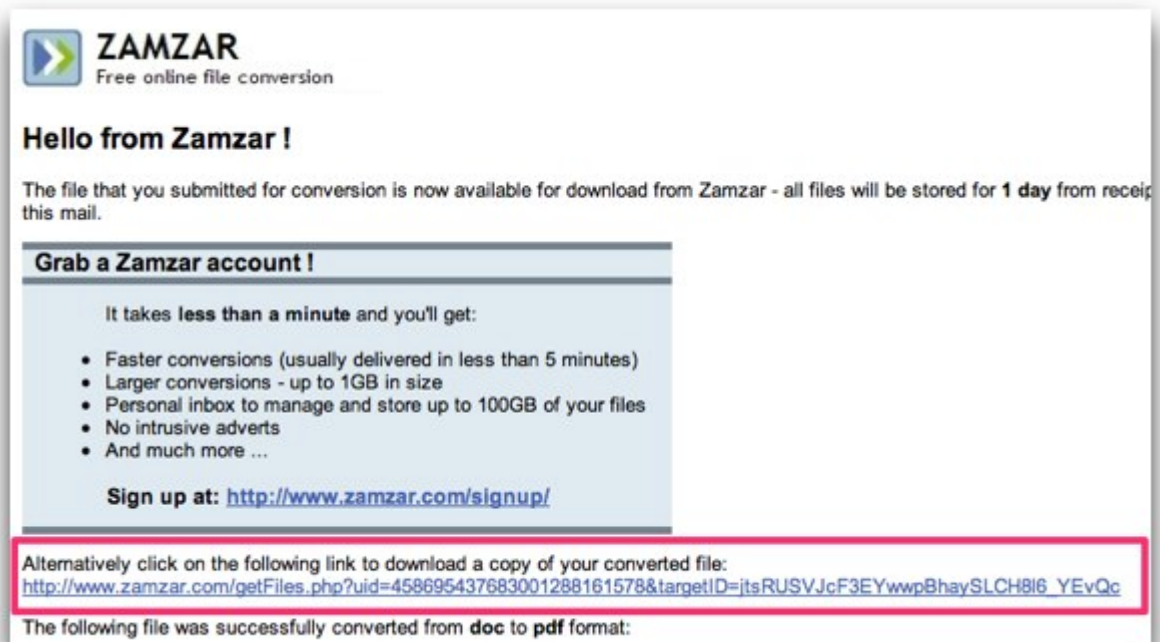 ZAMZAR
Free online file conversion
Hello from Zamzar !
The file that you submitted for conversion is now available for download from Zamzar - all files will be stored for 1 day from receip
this mail.
Grab a Zamzar account !
It takes less than a minute and you'll get:
• Faster conversions (usually delivered in less than 5 minutes)
• Larger conversions - up to 1GB in size
• Personal inbox to manage and store up to 100GB of your files
• No intrusive adverts
• And much more ...
Sign up at: http://www.zamzar.com/signup/
Alternatively click on the following link to download a copy of your converted file:
http://www.zamzar.com/getFiles.php?uid=4586954376830012881615​78&targetID=jtsRUSVJcF3EYwwpBhaySLCH8l6_YEvQc
The following file was successfully converted from doc to pdf format: